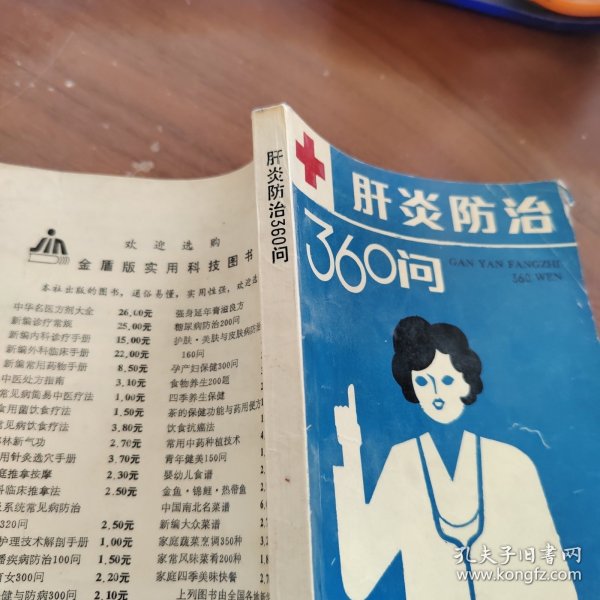 肝炎防治
360问
GAN YAN FANGZHI
360 WEN
肝炎防治360问
欢迎选购
金盾版实用科技图书
本社出版的图书,通俗易懂,实用性强,欢迎选
中华名医方剂大全 26.00元
新编诊疗常规 25.00元
新编内科诊疗手册 15.00元
新编外科临床手册 22.00元
新编常用药物手册 8.50元
中医处方指南 3.10元
常见病简易中医疗法 1.00元
食用菌饮食疗法 1.50元
常见病饮食疗法 3.80元
林新气功 2.70元
用针灸选穴手册 3.70元
庭推拿按摩 2.30元
科临床推拿法 2.50元
系统常见病防治
320问 2.50元
护理技术解剖手册 1.00元
疾病防治100问 1.50元
育女300问 2.20元
健与防病300问 2.10元
强身延年膏滋良方
糖尿病防治200问
护肤·美肤与皮肤病防治
160问
孕产妇保健300问
食物养生200题
四季养生保健
茶的保健功能与药用便方
饮食抗癌法
常用中药种植技术
青年健美150问
婴幼儿食谱
金鱼·锦鲤·热带鱼
中国南北名菜谱
新编大众菜谱
家庭蔬菜烹调350种
家常风味菜肴200种
家庭四季美味快餐
上列图书由全国各地新
孔夫子旧书网
www.kongfz.com